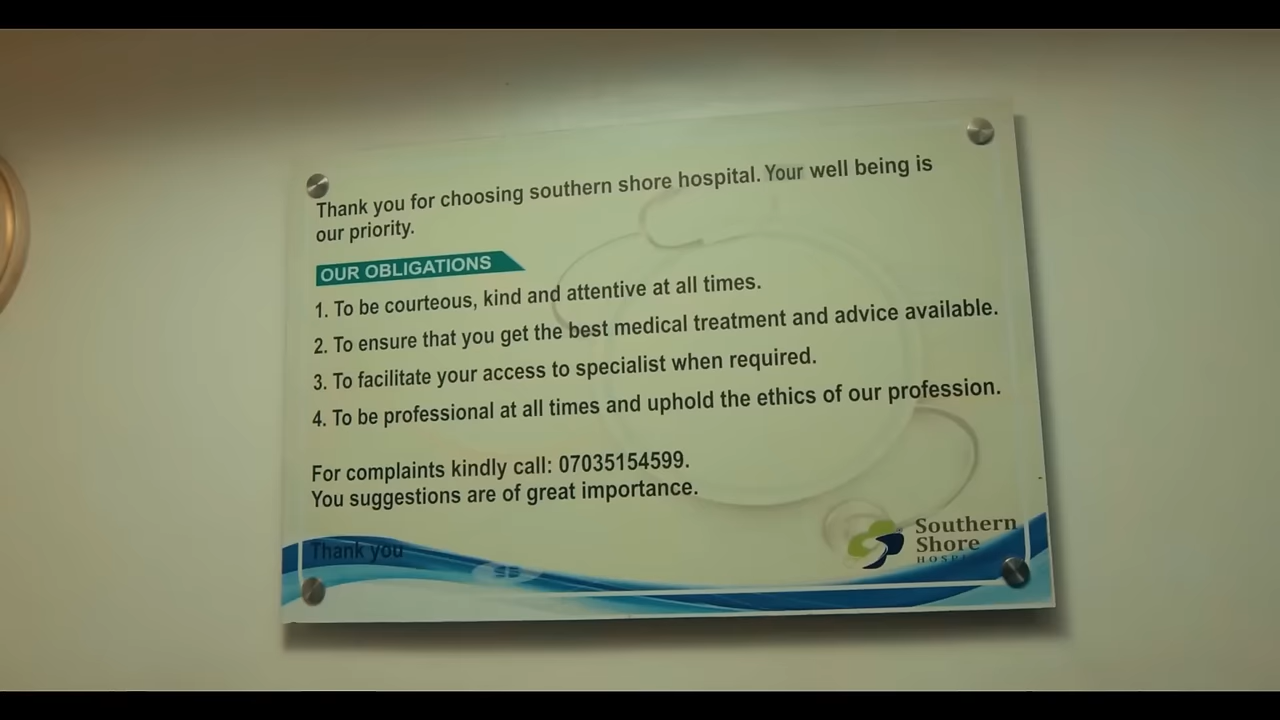 Thank you for choosing southern shore hospital. Your well being is
our priority.
OUR OBLIGATIONS
1. To be courteous, kind and attentive at all times.
2. To ensure that you get the best medical treatment and advice available.
3. To facilitate your access to specialist when required.
4. To be professional at all times and uphold the ethics of our profession.
For complaints kindly call: 07035154599.
You suggestions are of great importance.
Thank you
Southern
Shore